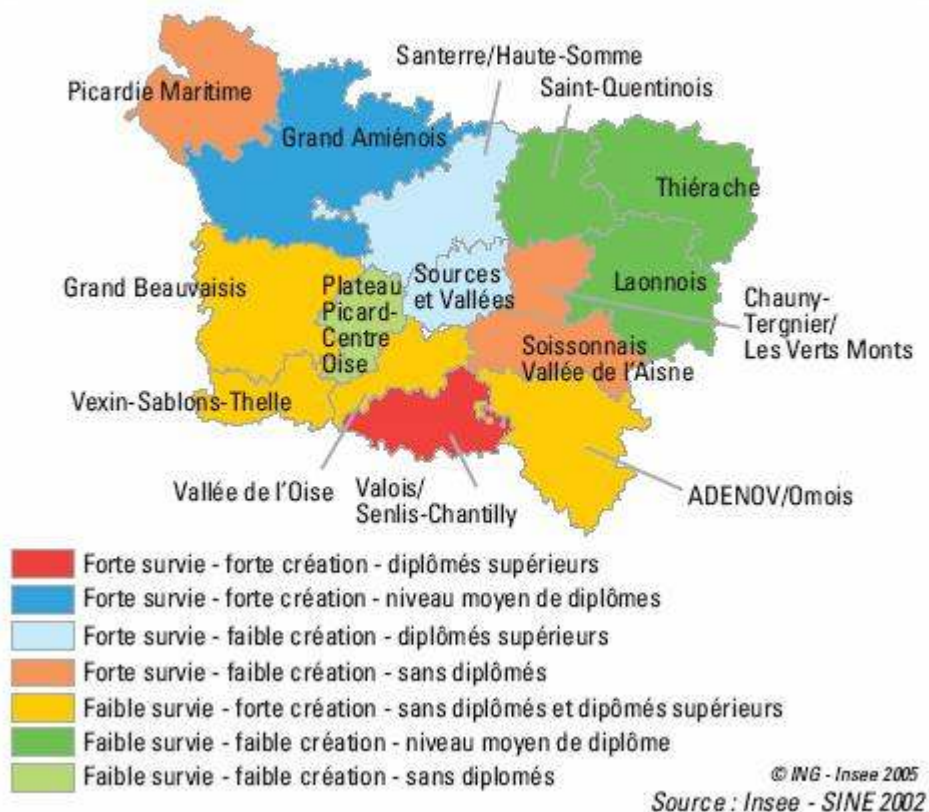 Santerre/Haute-Somme
Saint-Quentinois
Picardie Maritime
Grand Amiénois
Thiérache
Grand Beauvaisis
Plateau
Picard-
Centre
Oise
Sources
et Vallées
Laonnois
Chauny-
Tergnier/
Les Verts Monts
Soissonnais
Vallée de l'Aisne
Vexin-Sablons-Thelle
Vallée de l'Oise
Valois/
Senlis-Chantilly
ADENOV/Omois
Forte survie - forte création - diplômés supérieurs
Forte survie - forte création - niveau moyen de diplômes
Forte survie - faible création - diplômés supérieurs
Forte survie - faible création - sans diplômés
Faible survie - forte création - sans diplômés et dipômés supérieurs
Faible survie - faible création - niveau moyen de diplôme
Faible survie - faible création - sans diplomés
© ING - Insee 2005
Source : Insee - SINE 2002